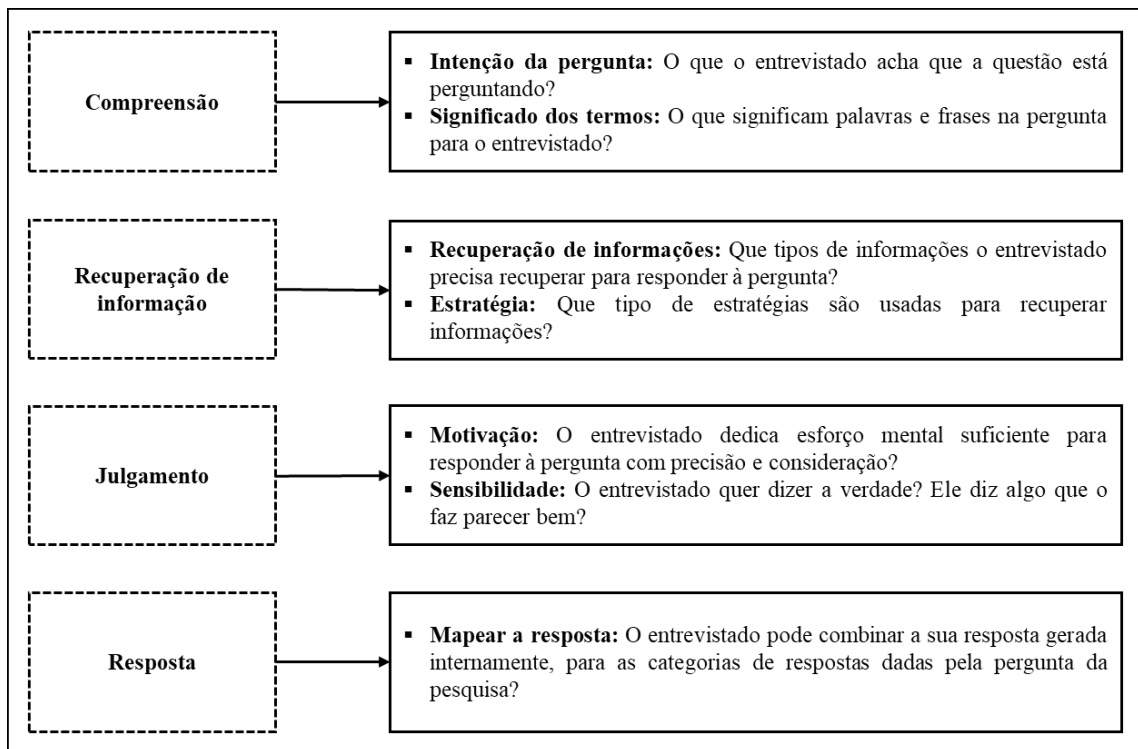 Compreensão
▪ Intenção da pergunta: O que o entrevistado acha que a questão está
perguntando?
▪ Significado dos termos: O que significam palavras e frases na pergunta
para o entrevistado?
Recuperação de
informação
▪ Recuperação de informações: Que tipos de informações o entrevistado
precisa recuperar para responder à pergunta?
▪ Estratégia: Que tipo de estratégias são usadas para recuperar
informações?
Julgamento
▪ Motivação: O entrevistado dedica esforço mental suficiente para
responder à pergunta com precisão e consideração?
▪ Sensibilidade: O entrevistado quer dizer a verdade? Ele diz algo que o
faz parecer bem?
Resposta
▪ Mapear a resposta: O entrevistado pode combinar a sua resposta gerada
internamente, para as categorias de respostas dadas pela pergunta da
pesquisa?